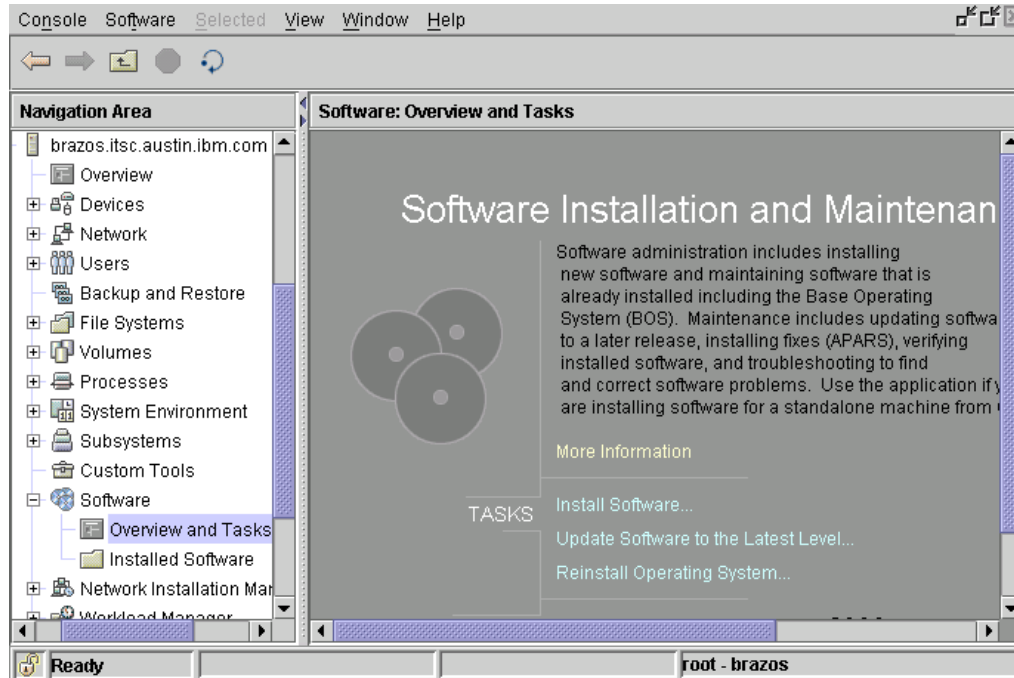 Console Software Selected View Window Help
Navigation Area
Software: Overview and Tasks
brazos.itsc.austin.ibm.com
Overview
Devices
Network
Users
Backup and Restore
File Systems
Volumes
Processes
System Environment
Subsystems
Custom Tools
Software
Overview and Tasks
Installed Software
Network Installation Mar
Workload Manager
Software Installation and Maintenan
Software administration includes installing
new software and maintaining software that is
already installed including the Base Operating
System (BOS). Maintenance includes updating softwa
to a later release, installing fixes (APARS), verifying
installed software, and troubleshooting to find
and correct software problems. Use the application if y
are installing software for a standalone machine from
More Information
TASKS
Install Software...
Update Software to the Latest Level...
Reinstall Operating System...
Ready
root - brazos